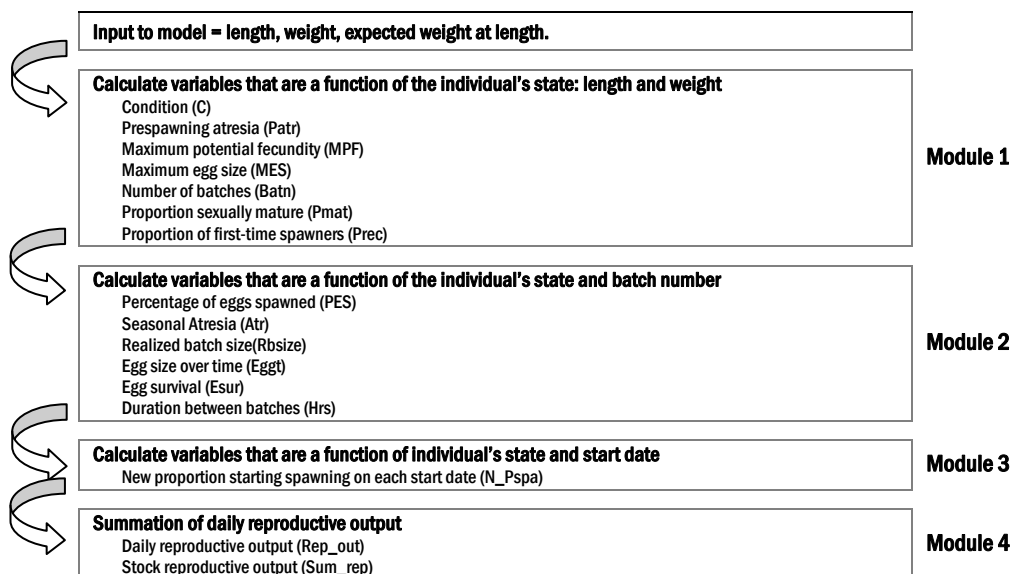 Input to model = length, weight, expected weight at length.
Calculate variables that are a function of the individual's state: length and weight
Condition (C)
Prespawning atresia (Patr)
Maximum potential fecundity (MPF)
Maximum egg size (MES)
Number of batches (Batn)
Proportion sexually mature (Pmat)
Proportion of first-time spawners (Prec)
Module 1
Calculate variables that are a function of the individual's state and batch number
Percentage of eggs spawned (PES)
Seasonal Atresia (Atr)
Realized batch size(Rbsize)
Egg size over time (Eggt)
Egg survival (Esur)
Duration between batches (Hrs)
Module 2
Calculate variables that are a function of individual's state and start date
New proportion starting spawning on each start date (N_Pspa)
Module 3
Summation of daily reproductive output
Daily reproductive output (Rep_out)
Stock reproductive output (Sum_rep)
Module 4